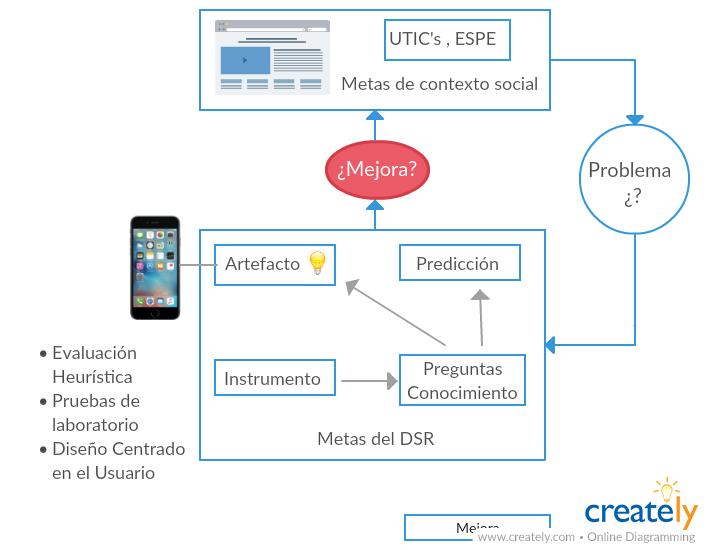 UTIC's , ESPE
Metas de contexto social
¿Mejora?
Problema
¿?
Artefacto
Predicción
• Evaluación
Heurística
• Pruebas de
laboratorio
• Diseño Centrado
en el Usuario
Instrumento
Preguntas
Conocimiento
Metas del DSR
creately
Mejora
www.creately.com • Online Diagramming